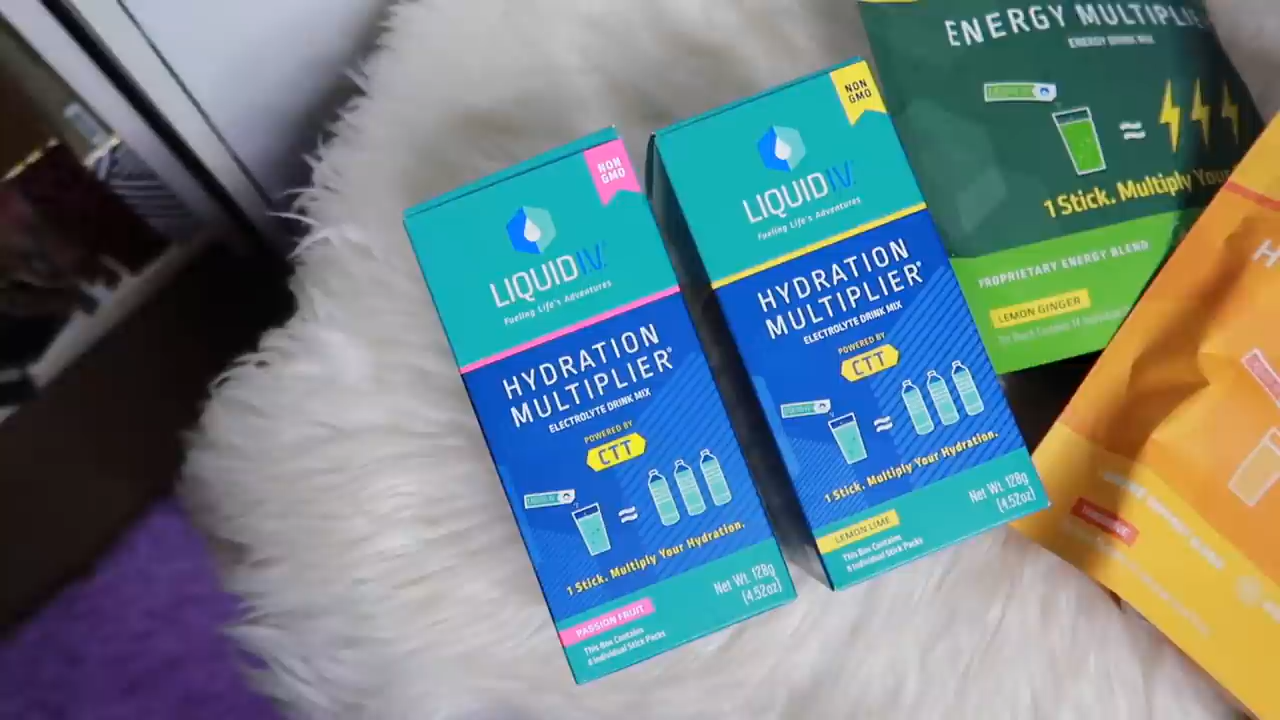 NON
GMO
LIQUID I.V.
Fueling Life's Adventures
HYDRATION
MULTIPLIER®
ELECTROLYTE DRINK MIX
POWERED BY
CTT
1 Stick. Multiply Your Hydration.
PASSION FRUIT
Net Wt. 128g
(4.52oz)
This Box Contains
8 Individual Stick Packs
NON
GMO
LIQUID I.V.
Fueling Life's Adventures
HYDRATION
MULTIPLIER®
ELECTROLYTE DRINK MIX
POWERED BY
CTT
1 Stick. Multiply Your Hydration.
LEMON LIME
Net Wt. 128g
(4.52oz)
This Box Contains
8 Individual Stick Packs
ENERGY MULTIPLIE
ENERGY DRINK MIX
1 Stick. Multiply Your
PROPRIETARY ENERGY BLEND
LEMON GINGER
H